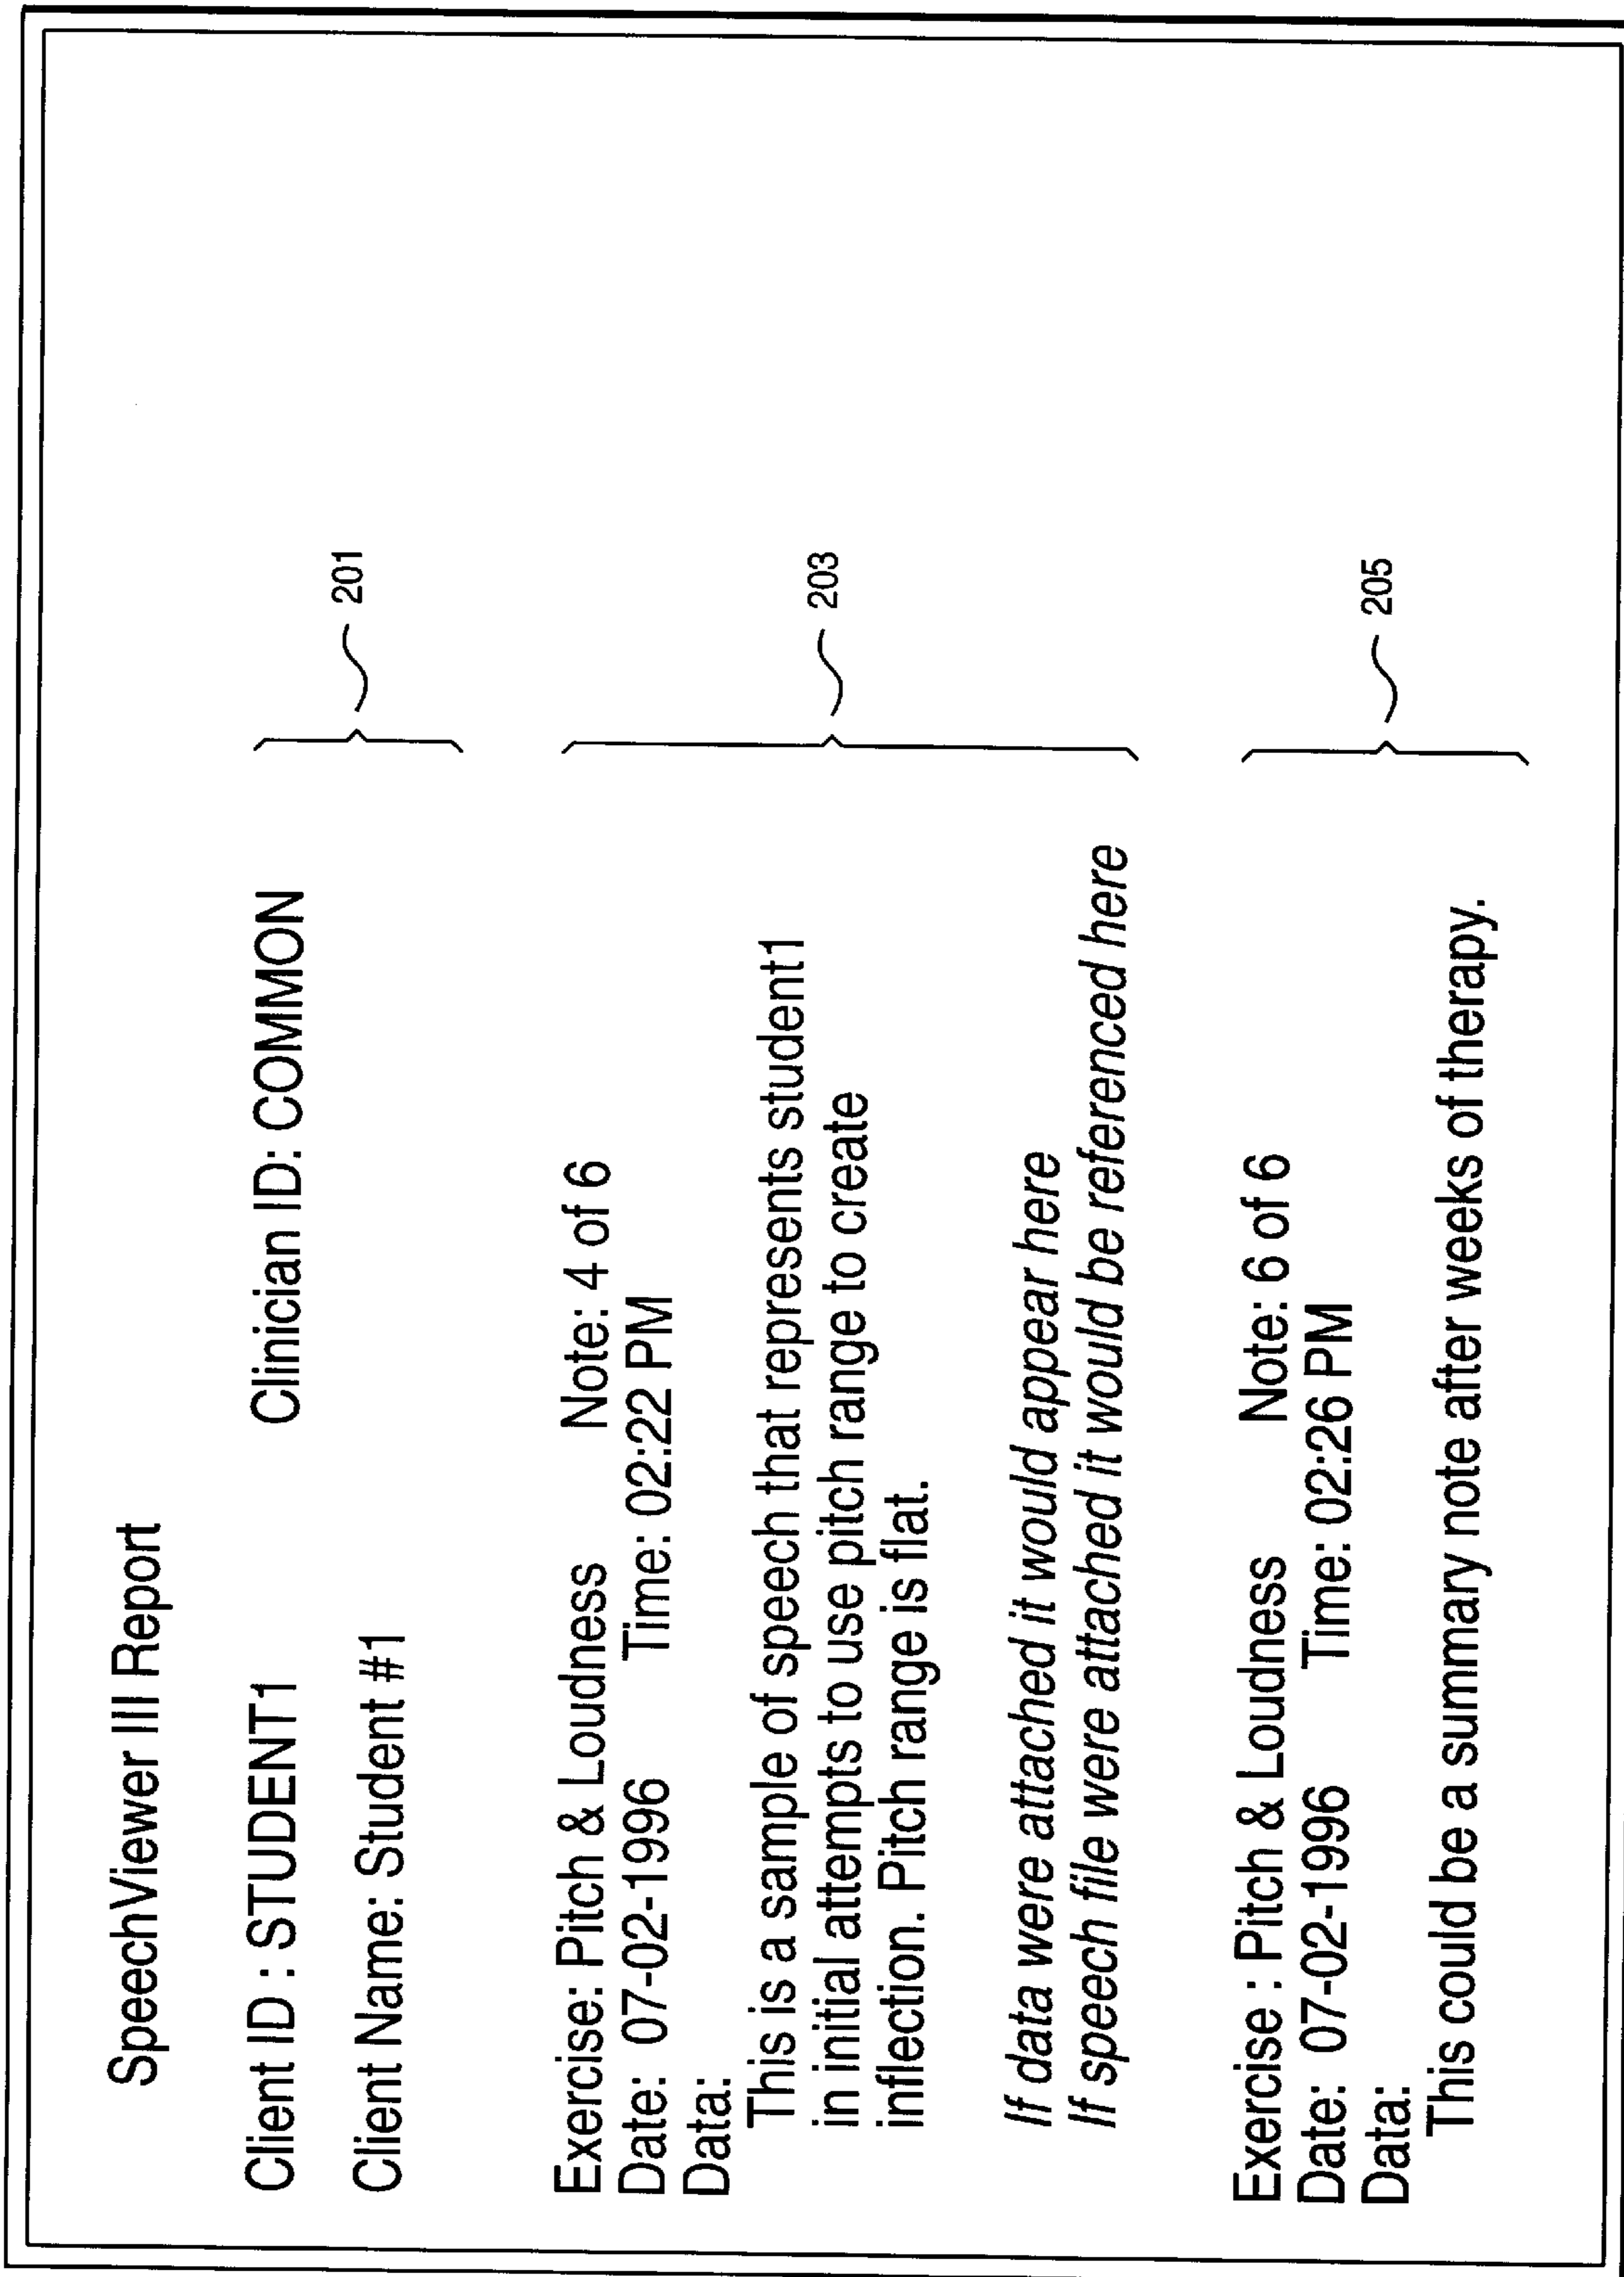 SpeechViewer III Report
Client ID : STUDENT1 Clinician ID: COMMON
Client Name: Student #1
201
Exercise: Pitch & Loudness Note: 4 of 6
Date: 07-02-1996 Time: 02:22 PM
Data:
This is a sample of speech that represents student1
in initial attempts to use pitch range to create
inflection. Pitch range is flat.
203
If data were attached it would appear here
If speech file were attached it would be referenced here
Exercise : Pitch & Loudness Note: 6 of 6
Date: 07-02-1996 Time: 02:26 PM
Data:
205
This could be a summary note after weeks of therapy.